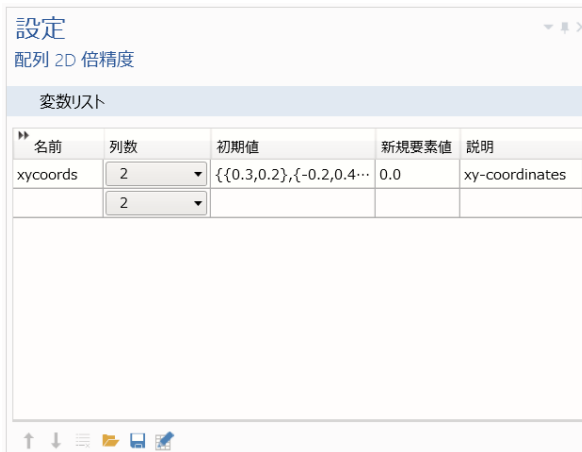 設定
配列 2D 倍精度
変数リスト
名前 列数 初期値 新規要素値 説明
xycoords 2 {{0.3,0.2},{-0.2,0.4… 0.0 xy-coordinates
2